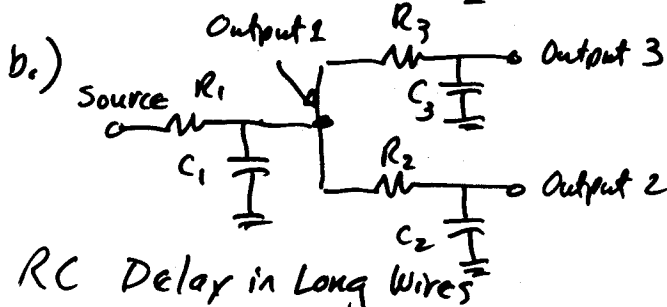 b.)
Source
R₁
C₁
Output 1
R₃
C₃
Output 3
R₂
C₂
Output 2
RC Delay in Long Wires